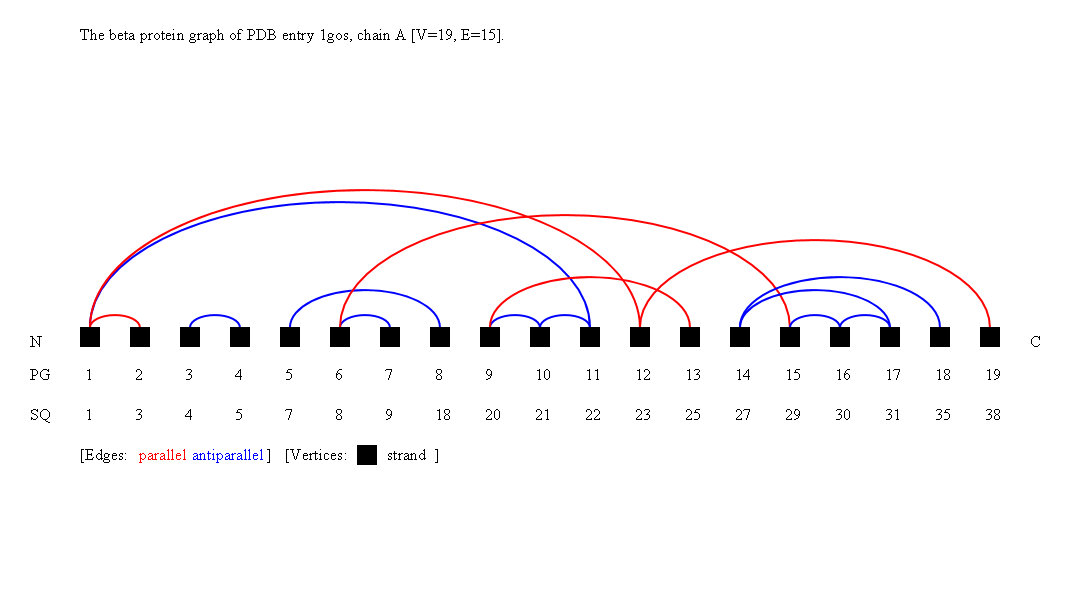 The beta protein graph of PDB entry 1gos, chain A [V=19, E=15].
N C
PG 1 2 3 4 5 6 7 8 9 10 11 12 13 14 15 16 17 18 19
SQ 1 3 4 5 7 8 9 18 20 21 22 23 25 27 29 30 31 35 38
[Edges: parallel antiparallel] [Vertices: strand ]